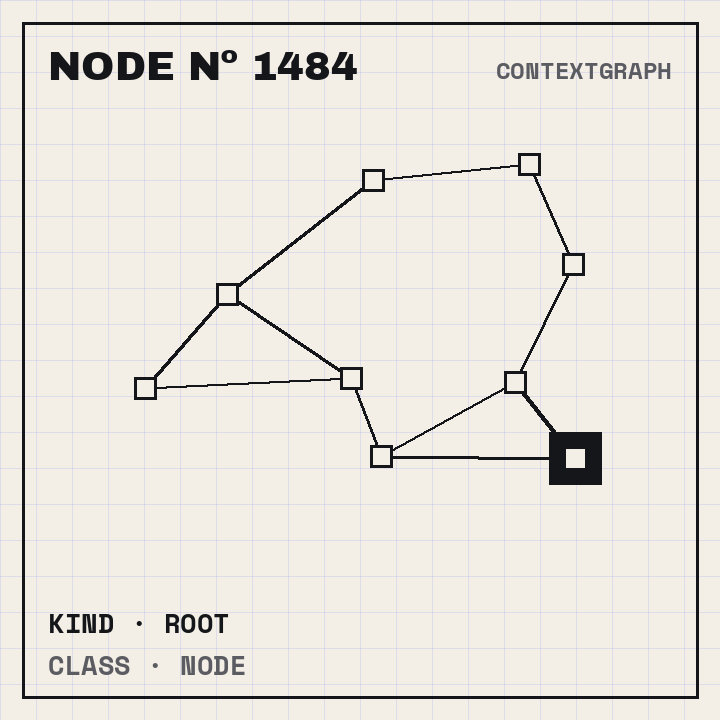 NODE Nº 1484
CONTEXTGRAPH
KIND · ROOT
CLASS · NODE